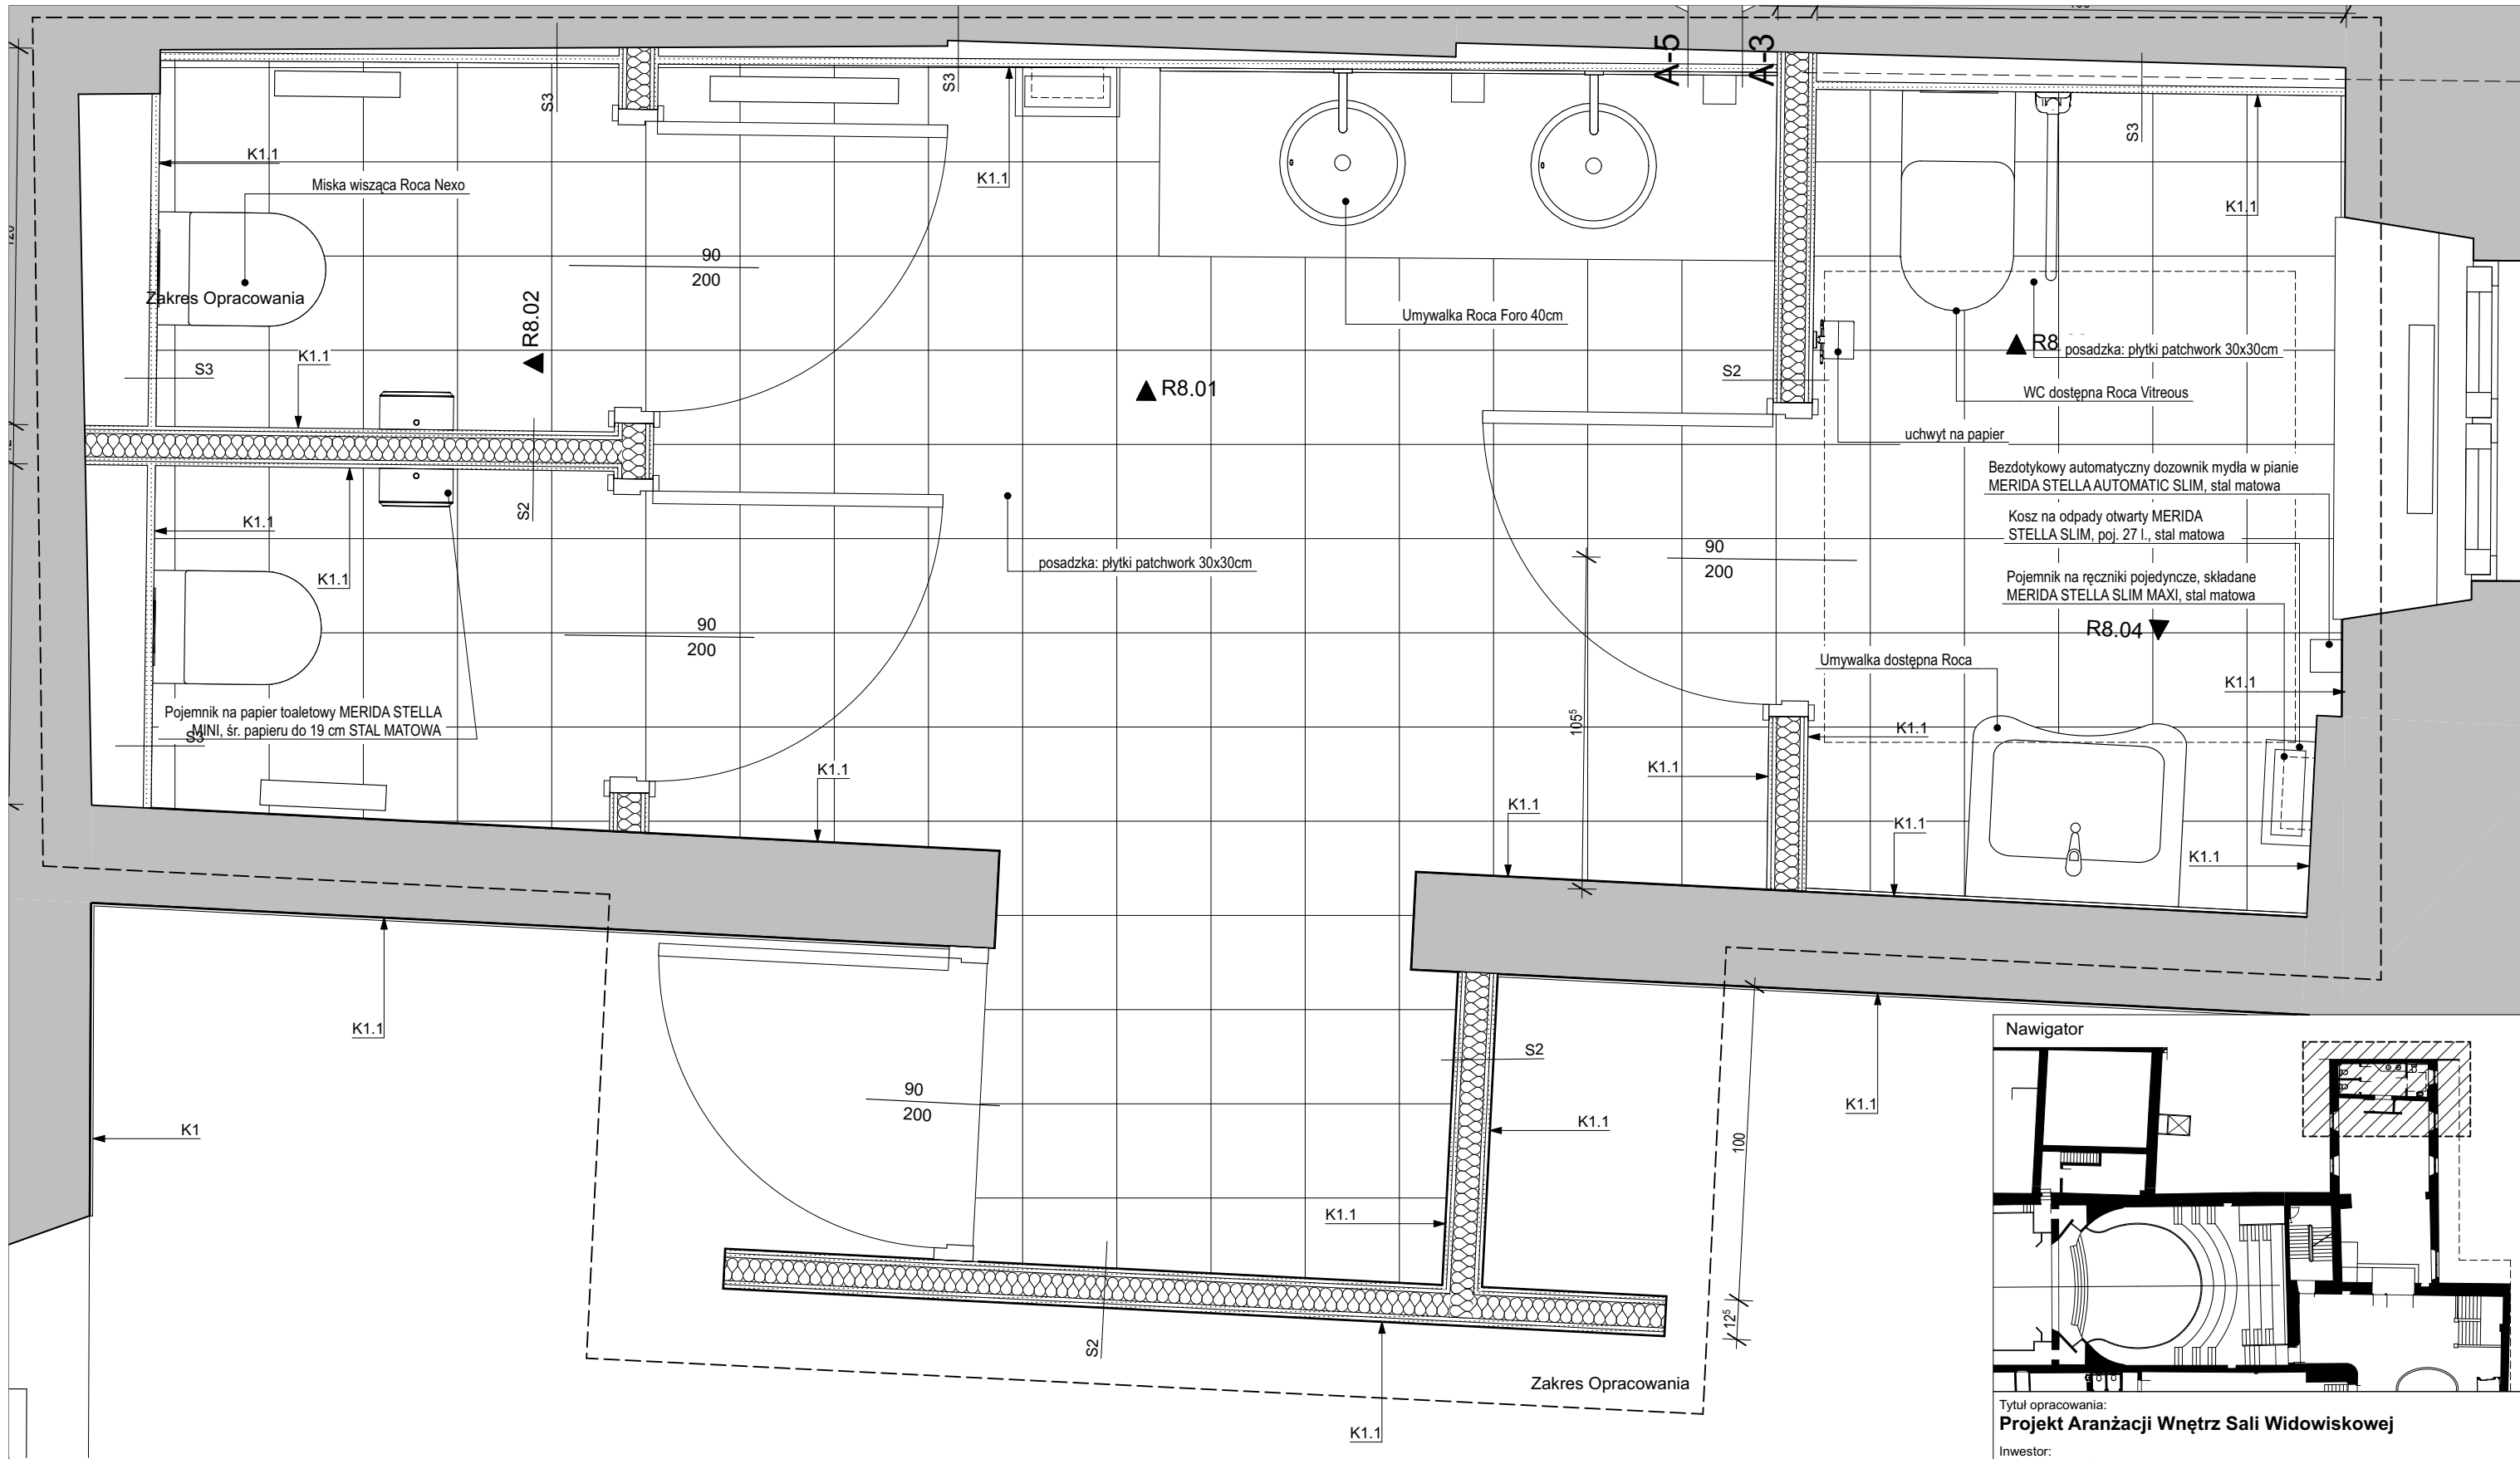 A-5
A-3
S3
S3
S3
K1.1
K1.1
K1.1
Miska wisząca Roca Nexo
Zakres Opracowania
90
200
R8.02
Umywalka Roca Foro 40cm
R8.01
R8
posadzka: płytki patchwork 30x30cm
WC dostępna Roca Vitreous
S2
uchwyt na papier
K1.1
S3
K1.1
K1.1
S2
Bezdotykowy automatyczny dozownik mydła w pianie
MERIDA STELLA AUTOMATIC SLIM, stal matowa
Kosz na odpady otwarty MERIDA
STELLA SLIM, poj. 27 l., stal matowa
Pojemnik na ręczniki pojedyncze, składane
MERIDA STELLA SLIM MAXI, stal matowa
posadzka: płytki patchwork 30x30cm
90
200
90
200
R8.04
Umywalka dostępna Roca
K1.1
Pojemnik na papier toaletowy MERIDA STELLA
MINI, śr. papieru do 19 cm STAL MATOWA
S3
105⁵
K1.1
K1.1
K1.1
K1.1
K1.1
K1.1
K1.1
K1
90
200
S2
K1.1
K1.1
K1.1
100
12⁵
S2
K1.1
Zakres Opracowania
Nawigator
Tytuł opracowania:
Projekt Aranżacji Wnętrz Sali Widowiskowej
Inwestor: